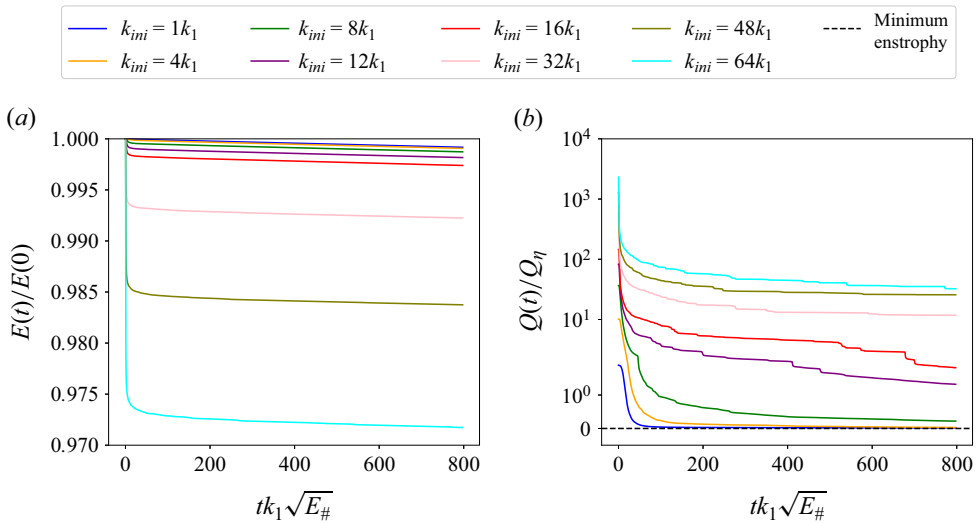 k_ini = 1k_1
k_ini = 8k_1
k_ini = 16k_1
k_ini = 48k_1
Minimum
enstrophy
k_ini = 4k_1
k_ini = 12k_1
k_ini = 32k_1
k_ini = 64k_1
(a)
(b)
1.000
0.995
0.990
0.985
0.980
0.975
0.970
E(t)/E(0)
0
200
400
600
800
tk_1√E_#
10^4
10^3
10^2
10^1
10^0
0
Q(t)/Q_η
0
200
400
600
800
tk_1√E_#